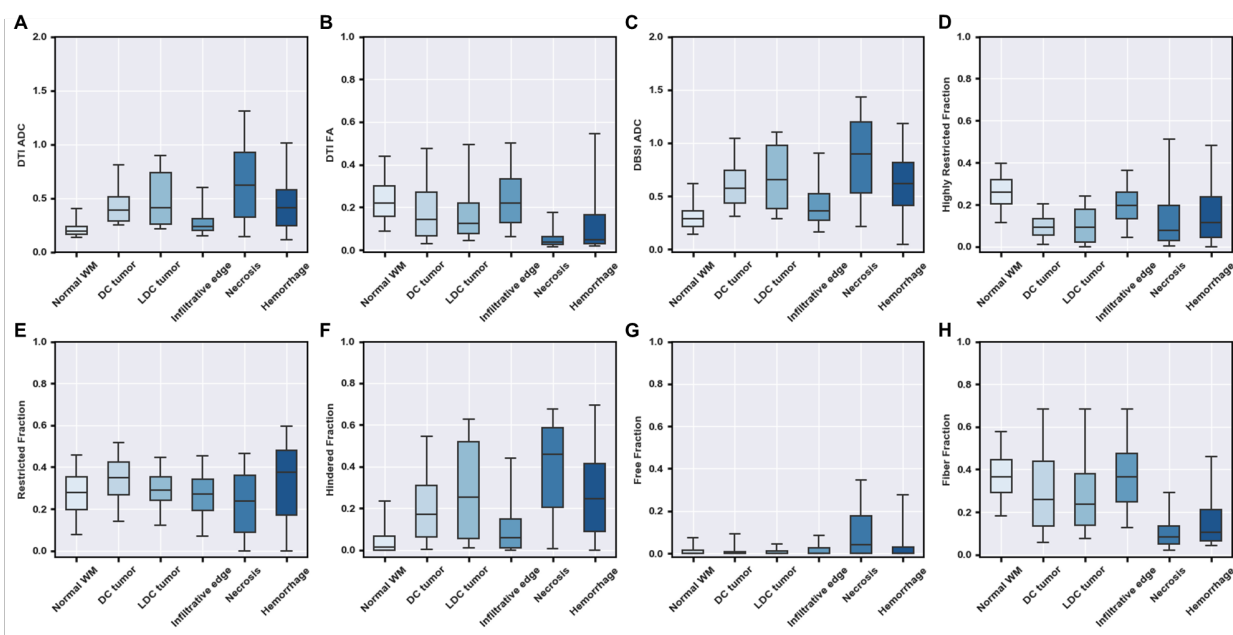 A
DTI ADC
2.0
1.5
1.0
0.5
0.0
Normal WM
DC tumor
LDC tumor
Infiltrative edge
Necrosis
Hemorrhage
B
DTI FA
1.0
0.8
0.6
0.4
0.2
0.0
Normal WM
DC tumor
LDC tumor
Infiltrative edge
Necrosis
Hemorrhage
C
DBSI ADC
2.0
1.5
1.0
0.5
0.0
Normal WM
DC tumor
LDC tumor
Infiltrative edge
Necrosis
Hemorrhage
D
Highly Restricted Fraction
1.0
0.8
0.6
0.4
0.2
0.0
Normal WM
DC tumor
LDC tumor
Infiltrative edge
Necrosis
Hemorrhage
E
Restricted Fraction
1.0
0.8
0.6
0.4
0.2
0.0
Normal WM
DC tumor
LDC tumor
Infiltrative edge
Necrosis
Hemorrhage
F
Hindered Fraction
1.0
0.8
0.6
0.4
0.2
0.0
Normal WM
DC tumor
LDC tumor
Infiltrative edge
Necrosis
Hemorrhage
G
Free Fraction
1.0
0.8
0.6
0.4
0.2
0.0
Normal WM
DC tumor
LDC tumor
Infiltrative edge
Necrosis
Hemorrhage
H
Fiber Fraction
1.0
0.8
0.6
0.4
0.2
0.0
Normal WM
DC tumor
LDC tumor
Infiltrative edge
Necrosis
Hemorrhage